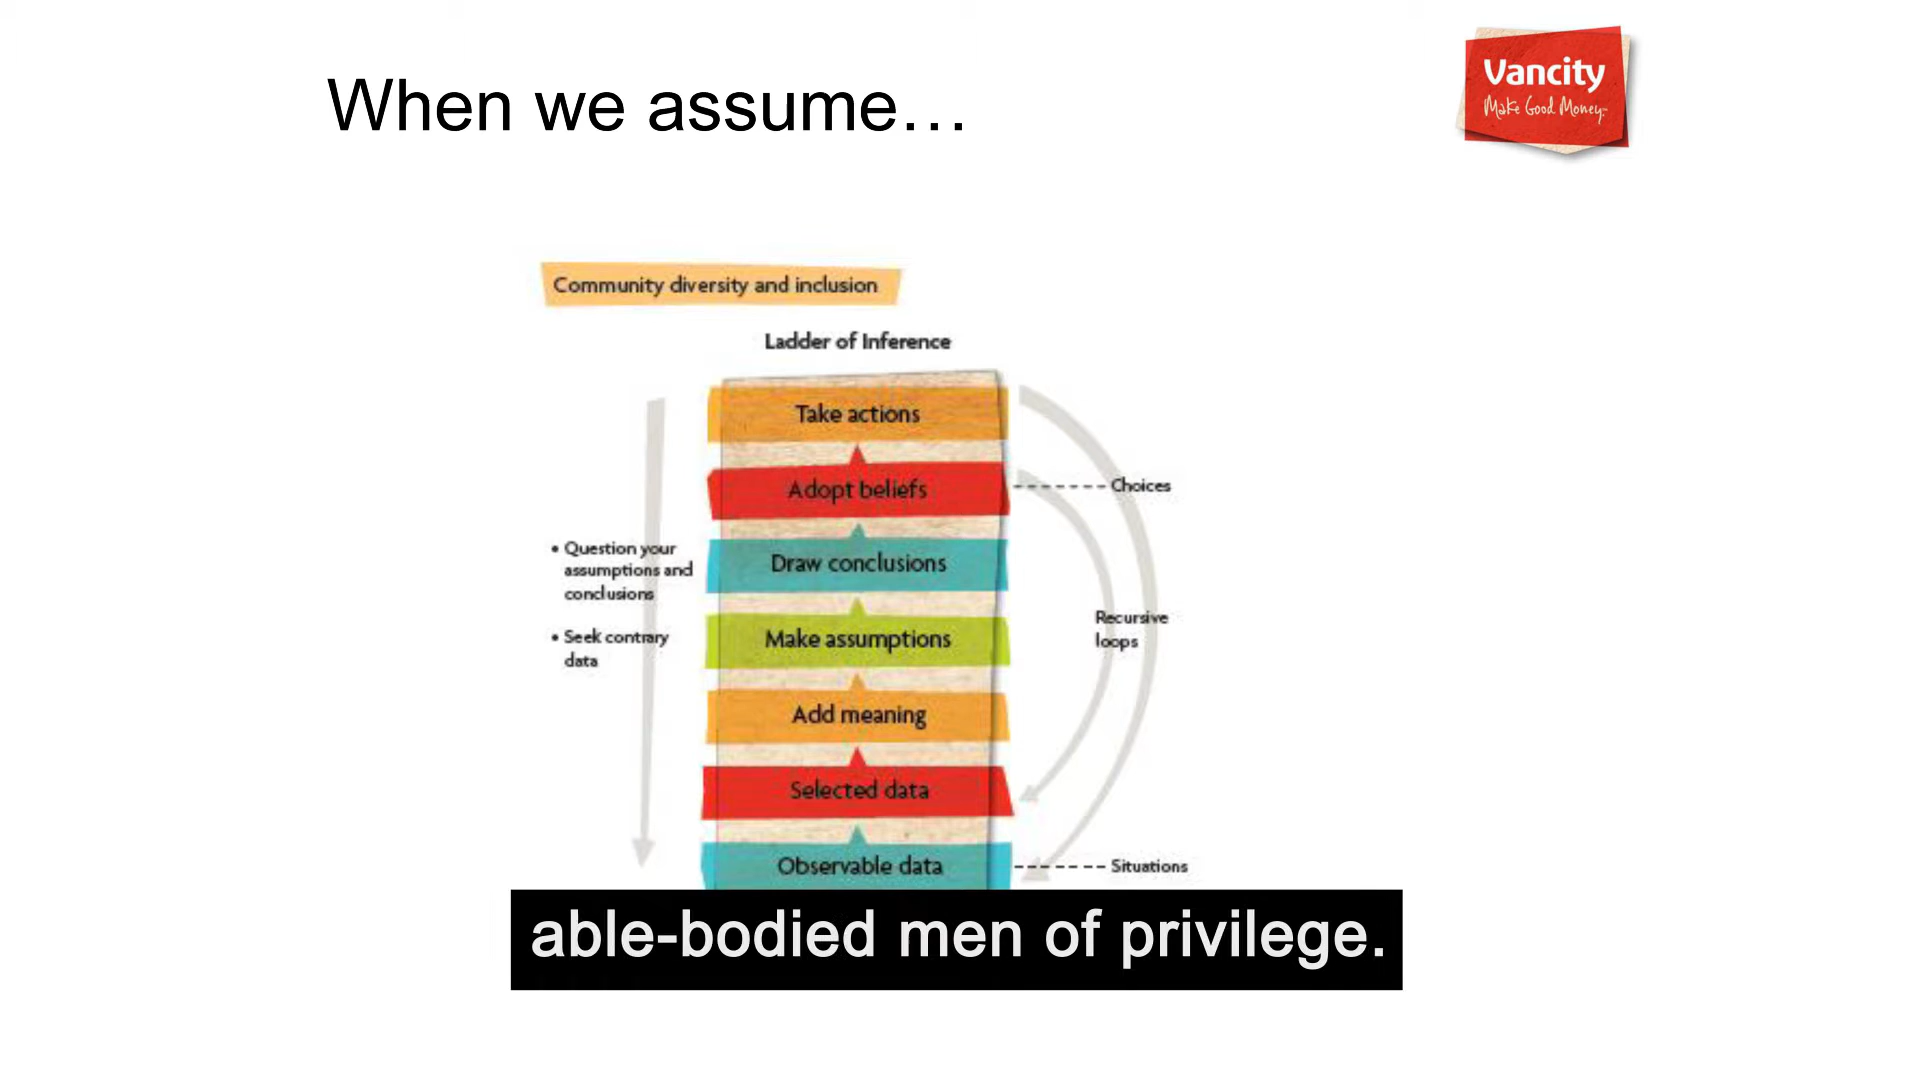 When we assume...
Vancity
Make Good Money™
Community diversity and inclusion
Ladder of Inference
Take actions
Adopt beliefs
Choices
Draw conclusions
• Question your
assumptions and
conclusions
Recursive
loops
Make assumptions
• Seek contrary
data
Add meaning
Selected data
Observable data
Situations
able-bodied men of privilege.